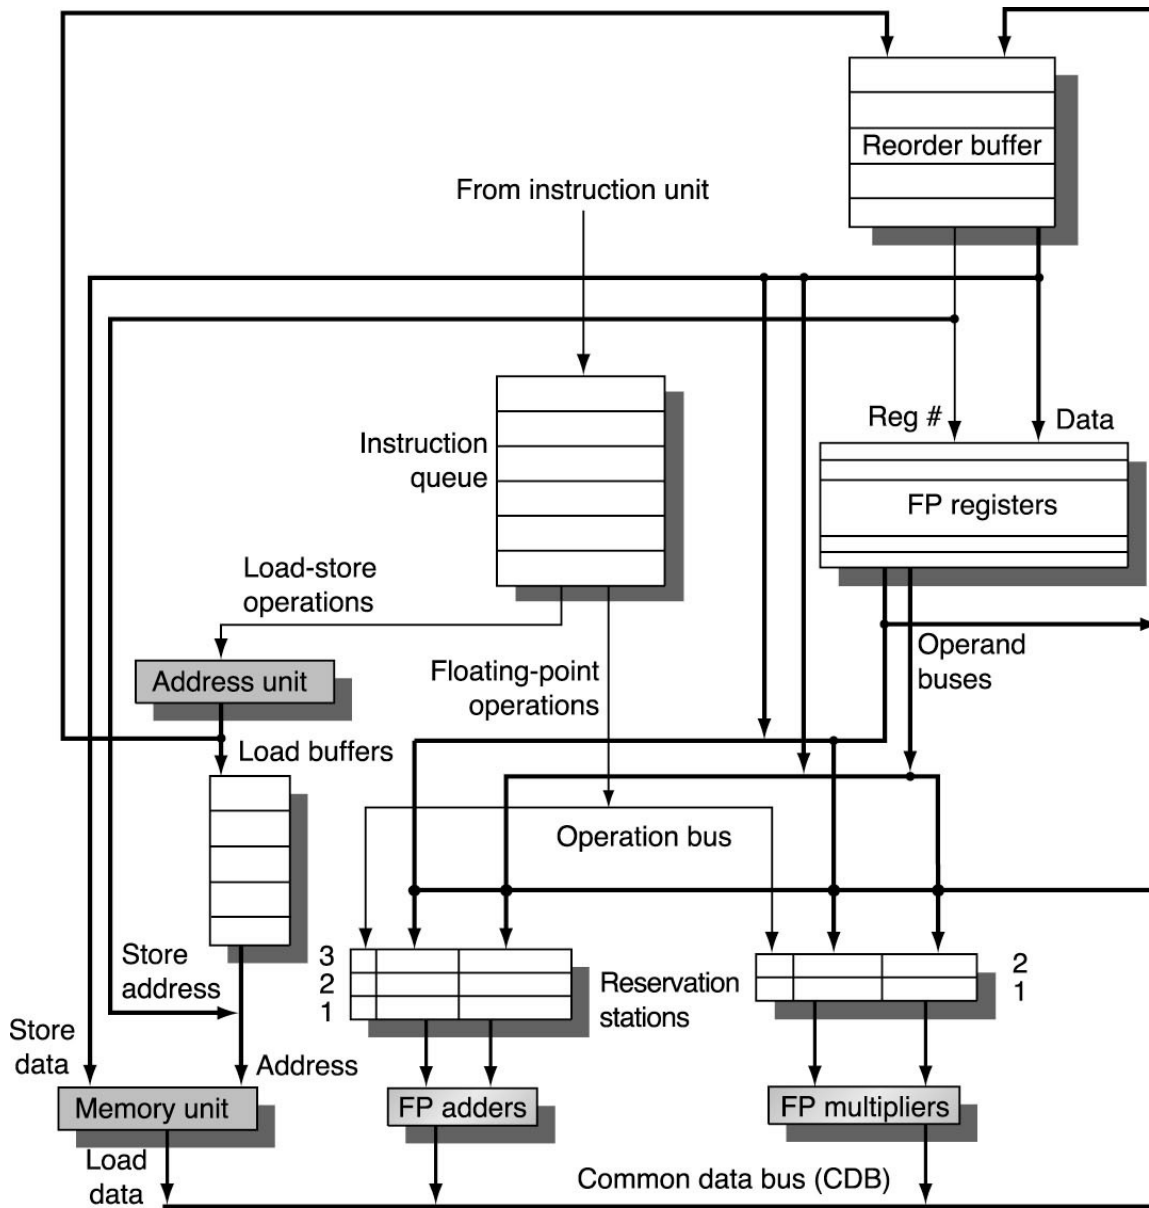 Reorder buffer
From instruction unit
Reg #
Data
Instruction
queue
FP registers
Load-store
operations
Operand
buses
Address unit
Floating-point
operations
Load buffers
Operation bus
Store
address
3
2
1
Reservation
stations
2
1
Store
data
Address
Memory unit
FP adders
FP multipliers
Load
data
Common data bus (CDB)